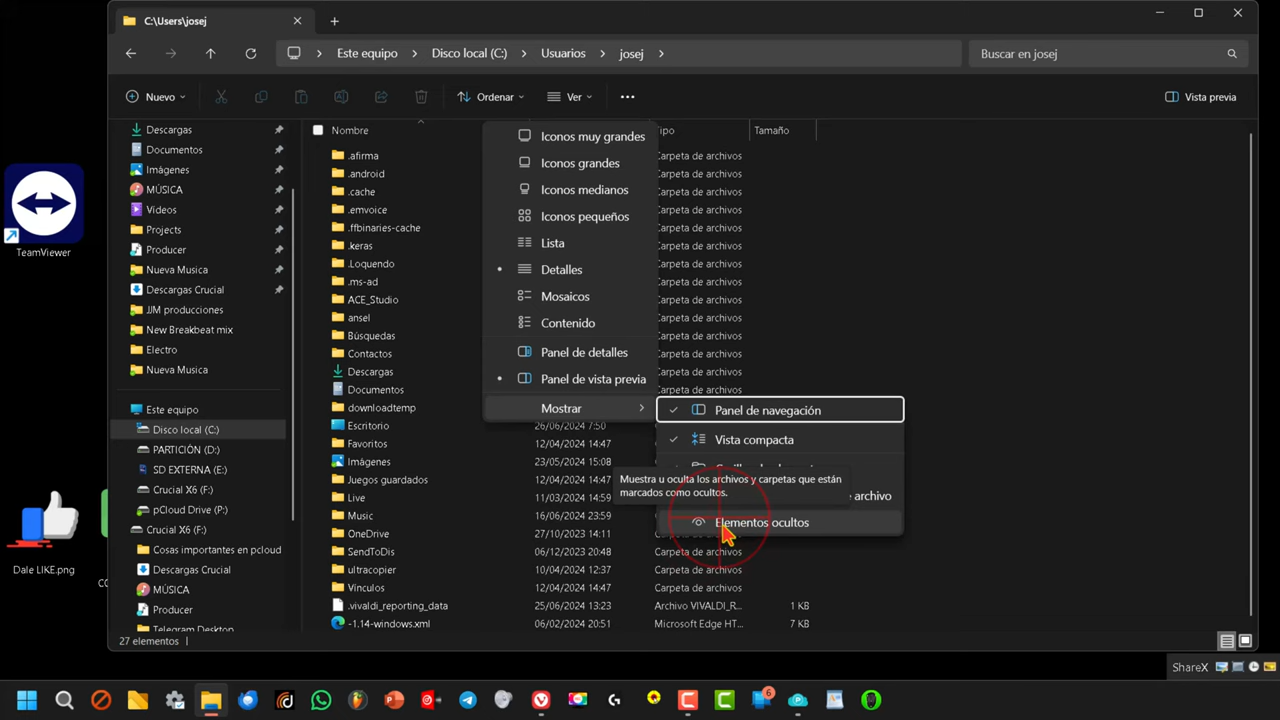 C:\Users\josej
Este equipo
Disco local (C:)
Usuarios
josej
Buscar en josej
Nuevo
Ordenar
Ver
Vista previa
Descargas
Documentos
Imágenes
MÚSICA
Vídeos
Projects
Producer
Nueva Musica
Descargas Crucial
JJM producciones
New Breakbeat mix
Electro
Nueva Musica
Este equipo
Disco local (C:)
PARTICIÓN (D:)
SD EXTERNA (E:)
Crucial X6 (F:)
pCloud Drive (P:)
Crucial X6 (F:)
Cosas importantes en pcloud
Descargas Crucial
MÚSICA
Producer
Telegram Desktop
27 elementos
Nombre
Tamaño
.afirma
Carpeta de archivos
.android
Carpeta de archivos
.cache
Carpeta de archivos
.emvoice
Carpeta de archivos
.ffbinaries-cache
Carpeta de archivos
.keras
Carpeta de archivos
.Loquendo
Carpeta de archivos
.ms-ad
Carpeta de archivos
ACE_Studio
Carpeta de archivos
ansel
Carpeta de archivos
Búsquedas
Carpeta de archivos
Contactos
Carpeta de archivos
Descargas
Carpeta de archivos
Documentos
Carpeta de archivos
downloadtemp
Escritorio 26/06/2024 7:50
Favoritos 12/04/2024 14:47
Imágenes 23/05/2024 15:08
Juegos guardados 12/04/2024 14:47
Live 11/03/2024 14:59
Music 16/04/2024 23:59
OneDrive 27/10/2023 14:30 Carpeta de archivos
SendToDis 06/12/2023 20:48 Carpeta de archivos
ultracopier 10/04/2024 12:37 Carpeta de archivos
Vínculos 12/04/2024 14:47 Carpeta de archivos
.vivaldi_reporting_data 25/06/2024 13:23 Archivo VIVALDI_R... 1 KB
-1.14-windows.xml 06/02/2024 20:51 Microsoft Edge HT... 7 KB
Iconos muy grandes
Iconos grandes
Iconos medianos
Iconos pequeños
Lista
Detalles
Mosaicos
Contenido
Panel de detalles
Panel de vista previa
Mostrar
Panel de navegación
Vista compacta
Muestra u oculta los archivos y carpetas que están
marcados como ocultos.
e archivo
Elementos ocultos
TeamViewer
Dale LIKE.png
ShareX
6